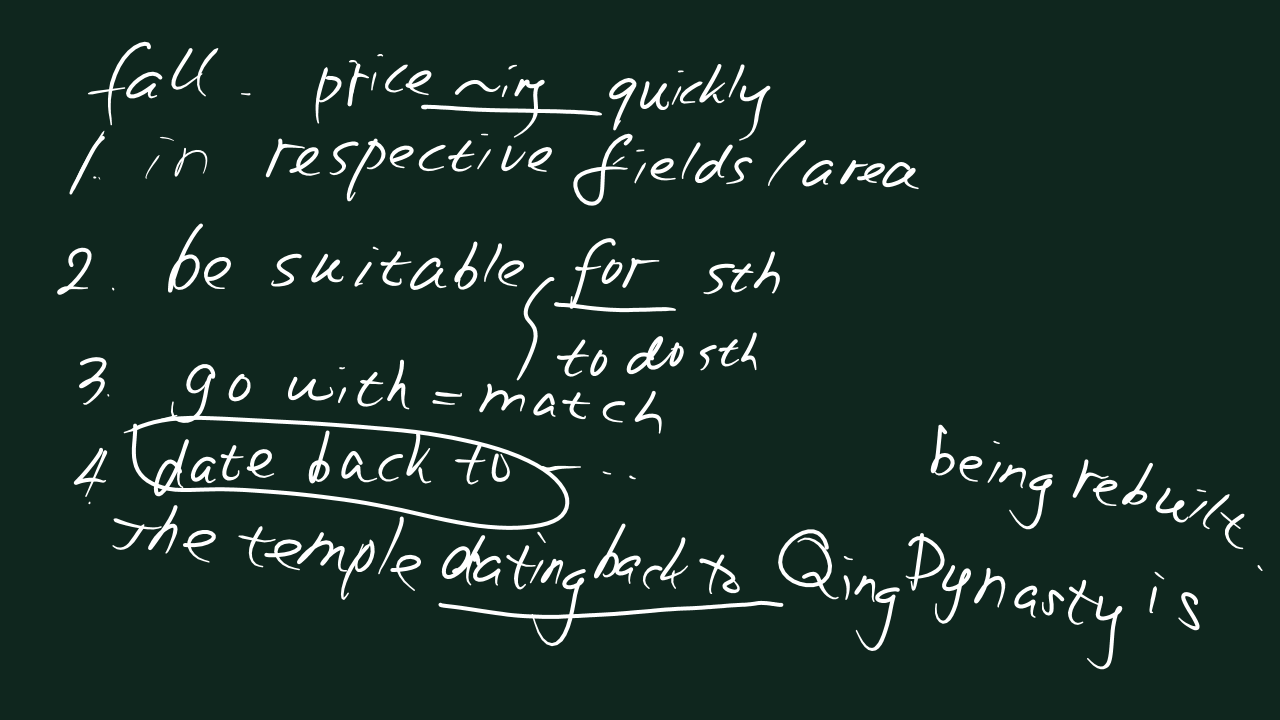 fall - price ~ing quickly
1. in respective fields / area
2. be suitable { for sth
to do sth
3. go with = match
4. date back to — ...
The temple dating back to Qing Dynasty is
being rebuilt.